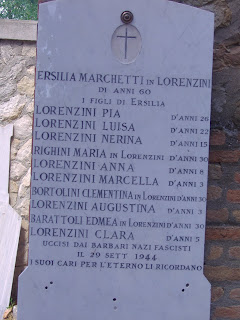 ERSILIA MARCHETTI IN LORENZINI
DI ANNI 60
I FIGLI DI ERSILIA
LORENZINI PIA D'ANNI 26
LORENZINI LUISA D'ANNI 22
LORENZINI NERINA D'ANNI 15
RIGHINI MARIA IN LORENZINI D'ANNI 30
LORENZINI ANNA D'ANNI 8
LORENZINI MARCELLA D'ANNI 3
BORTOLINI CLEMENTINA IN LORENZINI D'ANNI 30
LORENZINI AUGUSTINA D'ANNI 3
BARATTOLI EDMEA IN LORENZINI D'ANNI 30
LORENZINI CLARA D'ANNI 5
UCCISI DAI BARBARI NAZI FASCISTI
IL 29 SETT 1944
I SUOI CARI PER L'ETERNO LI RICORDANO